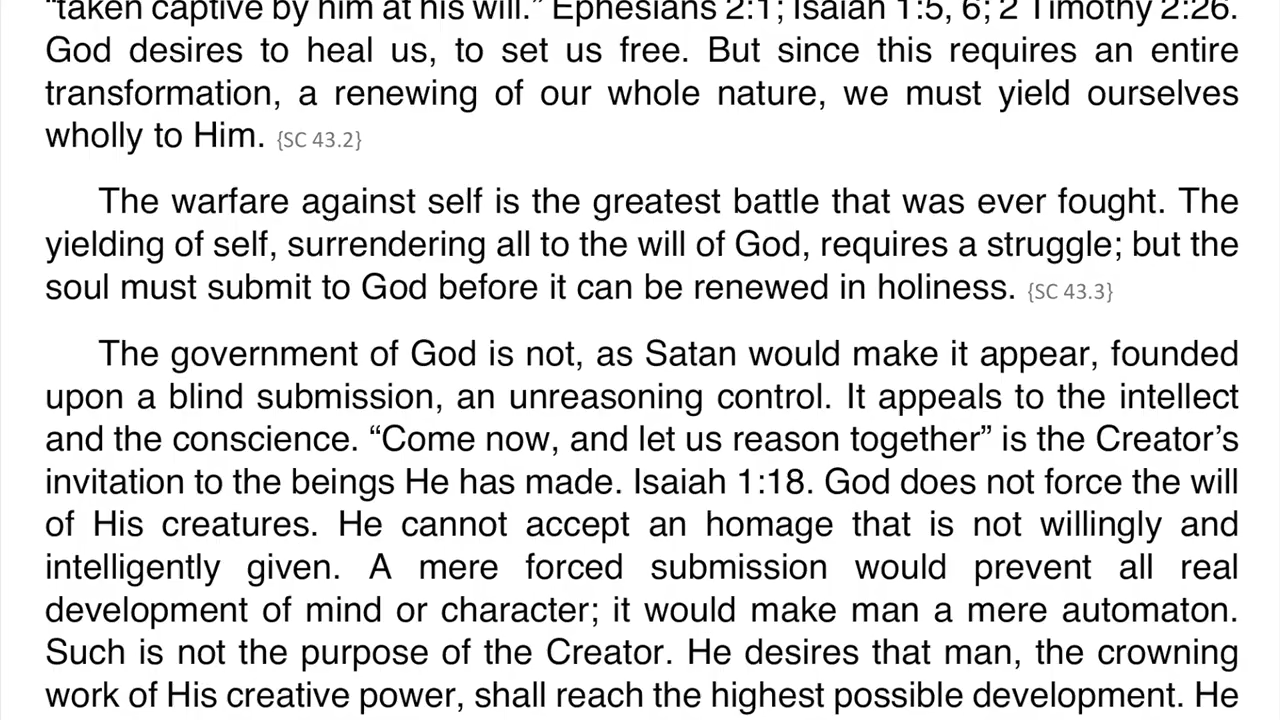 “taken captive by him at his will.” Ephesians 2:1; Isaiah 1:5, 6; 2 Timothy 2:26.
God desires to heal us, to set us free. But since this requires an entire
transformation, a renewing of our whole nature, we must yield ourselves
wholly to Him. {SC 43.2}
The warfare against self is the greatest battle that was ever fought. The
yielding of self, surrendering all to the will of God, requires a struggle; but the
soul must submit to God before it can be renewed in holiness. {SC 43.3}
The government of God is not, as Satan would make it appear, founded
upon a blind submission, an unreasoning control. It appeals to the intellect
and the conscience. “Come now, and let us reason together” is the Creator’s
invitation to the beings He has made. Isaiah 1:18. God does not force the will
of His creatures. He cannot accept an homage that is not willingly and
intelligently given. A mere forced submission would prevent all real
development of mind or character; it would make man a mere automaton.
Such is not the purpose of the Creator. He desires that man, the crowning
work of His creative power, shall reach the highest possible development. He